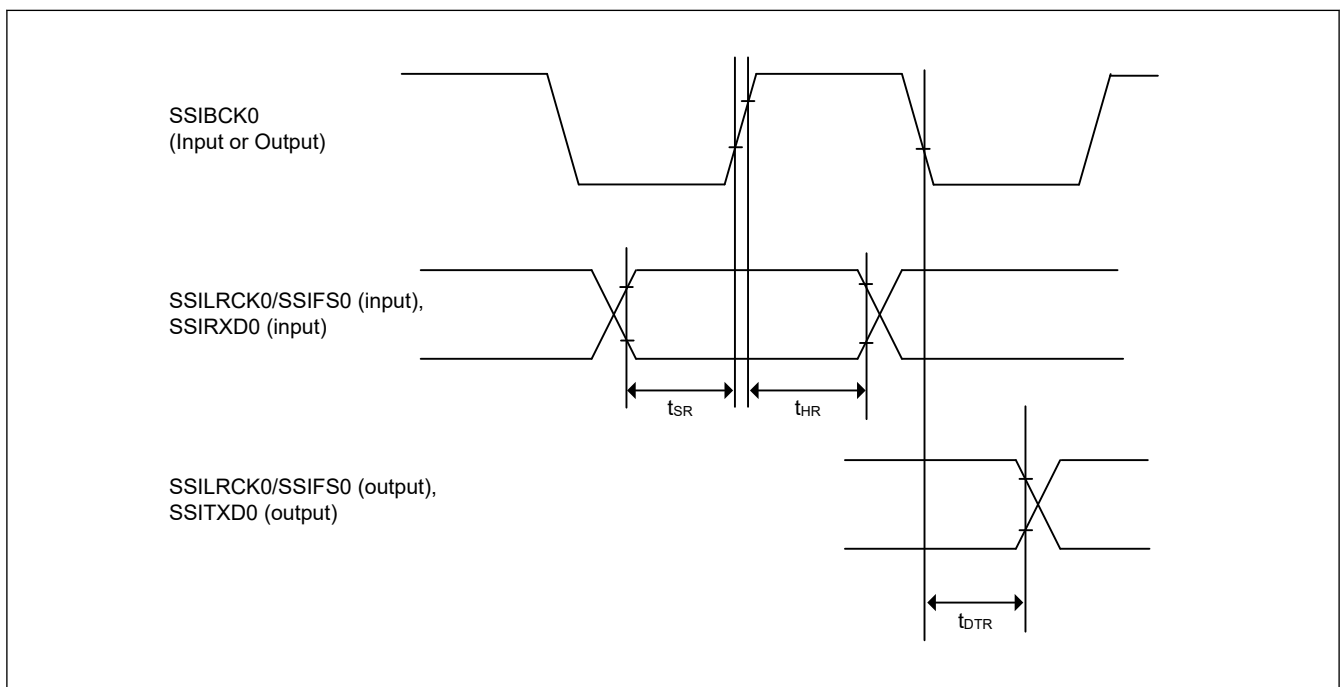 SSIBCK0
(Input or Output)
SSILRCK0/SSIFS0 (input),
SSIRXD0 (input)
tSR
tHR
SSILRCK0/SSIFS0 (output),
SSITXD0 (output)
tDTR